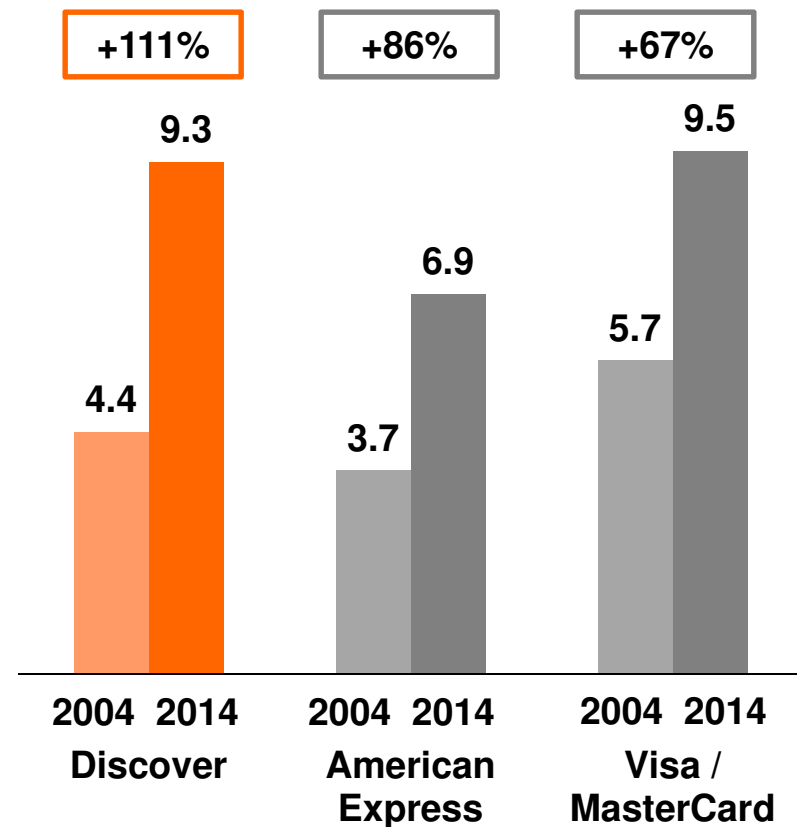 +111% +86% +67%
9.3 9.5
6.9
5.7
4.4
3.7
2004 2014 2004 2014 2004 2014
Discover American Visa /
Express MasterCard